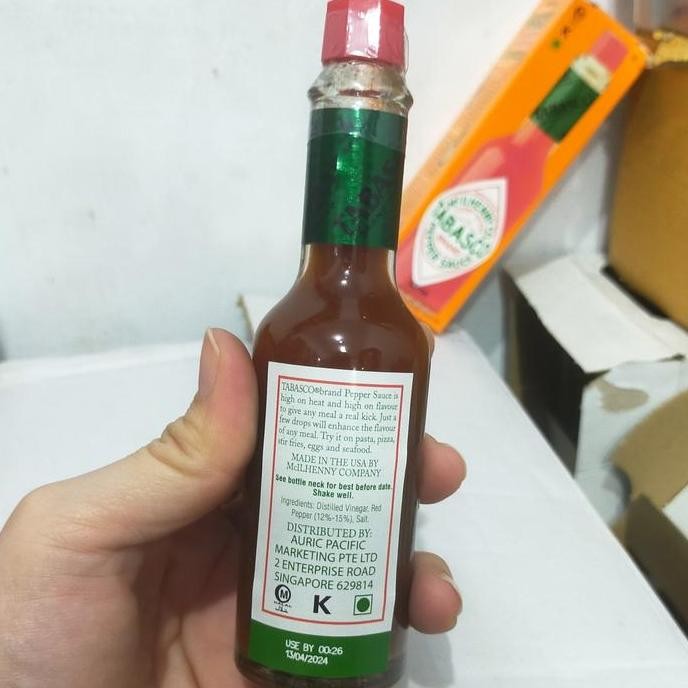 TABASCO
TABASCO®brand Pepper Sauce is
high on heat and high on flavour
to give any meal a real kick. Just a
few drops will enhance the flavour
of any meal. Try it on pasta, pizza,
stir fries, eggs and seafood.
MADE IN THE USA BY
McILHENNY COMPANY
See bottle neck for best before date.
Shake well.
Ingredients: Distilled Vinegar, Red
Pepper (12%-15%), Salt.
DISTRIBUTED BY:
AURIC PACIFIC
MARKETING PTE LTD
2 ENTERPRISE ROAD
SINGAPORE 629814
M
HALAL
K
USE BY 00:26
13/04/2024
TABASCO